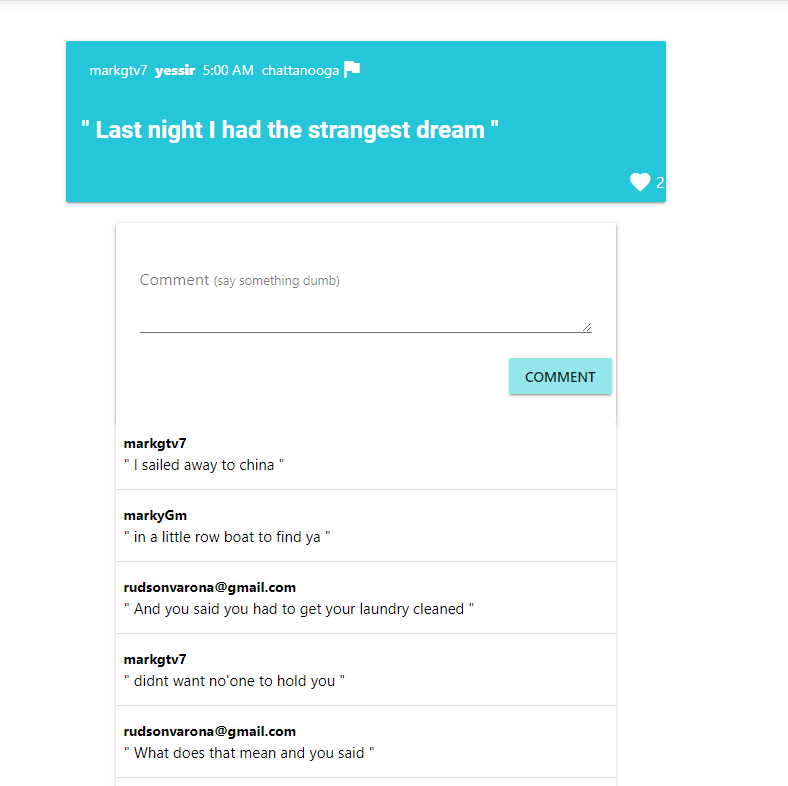 markgtv7 yessir 5:00 AM chattanooga
" Last night I had the strangest dream "
2
Comment (say something dumb)
COMMENT
markgtv7
" I sailed away to china "
markyGm
" in a little row boat to find ya "
rudsonvarona@gmail.com
" And you said you had to get your laundry cleaned "
markgtv7
" didnt want no'one to hold you "
rudsonvarona@gmail.com
" What does that mean and you said "